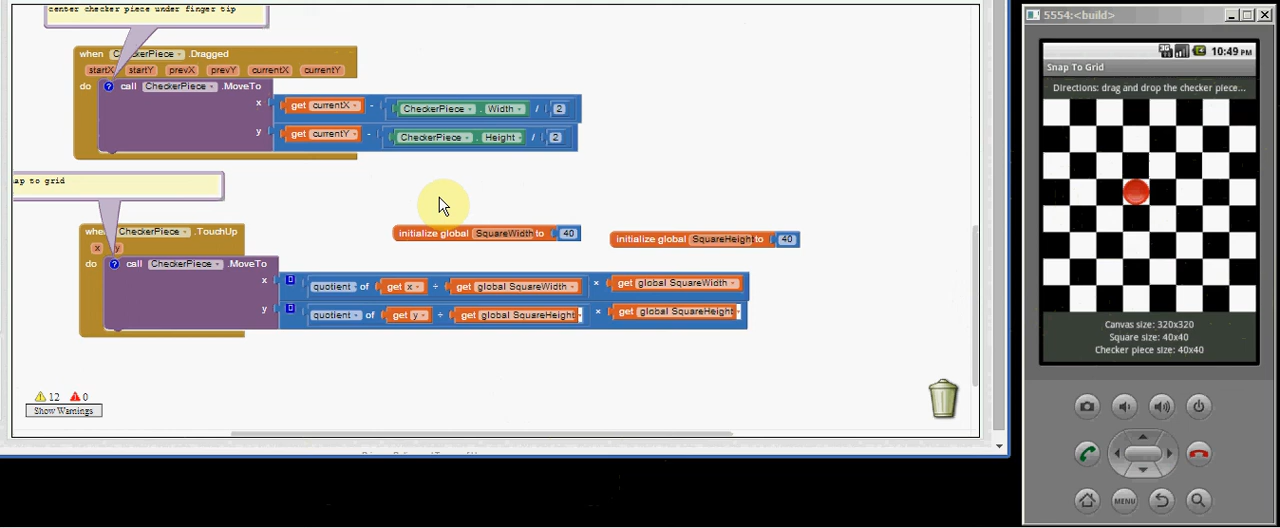 center checker piece under finger tip
when CheckerPiece .Dragged
startX startY prevX prevY currentX currentY
do ? call CheckerPiece .MoveTo
x get currentX - CheckerPiece . Width / 2
y get currentY - CheckerPiece . Height / 2
ap to grid
when CheckerPiece .TouchUp
x y
initialize global SquareWidth to 40
initialize global SquareHeight to 40
do ? call CheckerPiece .MoveTo
x quotient of get x ÷ get global SquareWidth × get global SquareWidth
y quotient of get y ÷ get global SquareHeight × get global SquareHeight
12 0
Show Warnings
5554:<build>
3G 10:49 PM
Snap To Grid
Directions: drag and drop the checker piece...
Canvas size: 320x320
Square size: 40x40
Checker piece size: 40x40
MENU